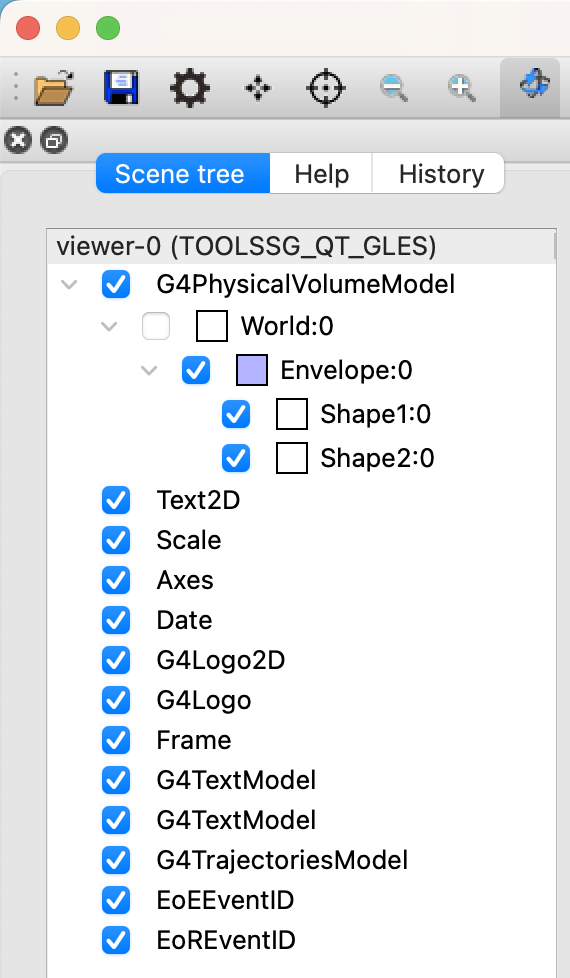 Scene tree Help History
viewer-0 (TOOLSSG_QT_GLES)
G4PhysicalVolumeModel
World:0
Envelope:0
Shape1:0
Shape2:0
Text2D
Scale
Axes
Date
G4Logo2D
G4Logo
Frame
G4TextModel
G4TextModel
G4TrajectoriesModel
EoEEventID
EoREventID